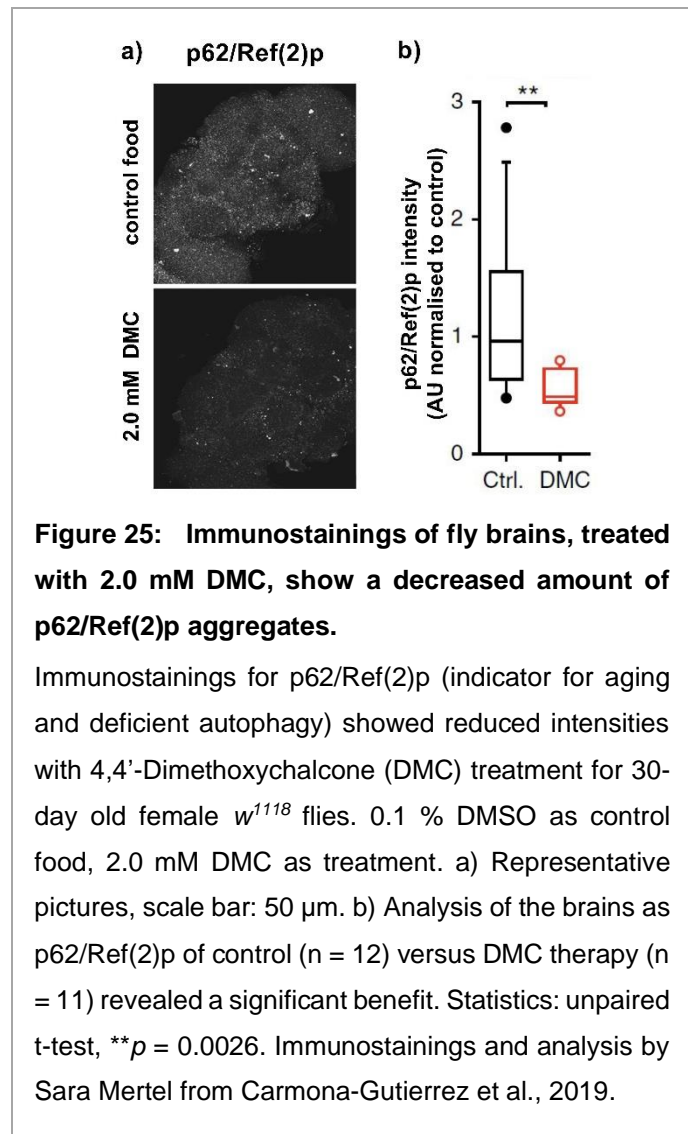 a) p62/Ref(2)p b)
control food
2.0 mM DMC
p62/Ref(2)p intensity
(AU normalised to control)
**
3
2
1
0
Ctrl. DMC
Figure 25: Immunostainings of fly brains, treated
with 2.0 mM DMC, show a decreased amount of
p62/Ref(2)p aggregates.
Immunostainings for p62/Ref(2)p (indicator for aging
and deficient autophagy) showed reduced intensities
with 4,4’-Dimethoxychalcone (DMC) treatment for 30-
day old female w¹¹¹⁸ flies. 0.1 % DMSO as control
food, 2.0 mM DMC as treatment. a) Representative
pictures, scale bar: 50 µm. b) Analysis of the brains as
p62/Ref(2)p of control (n = 12) versus DMC therapy (n
= 11) revealed a significant benefit. Statistics: unpaired
t-test, **p = 0.0026. Immunostainings and analysis by
Sara Mertel from Carmona-Gutierrez et al., 2019.